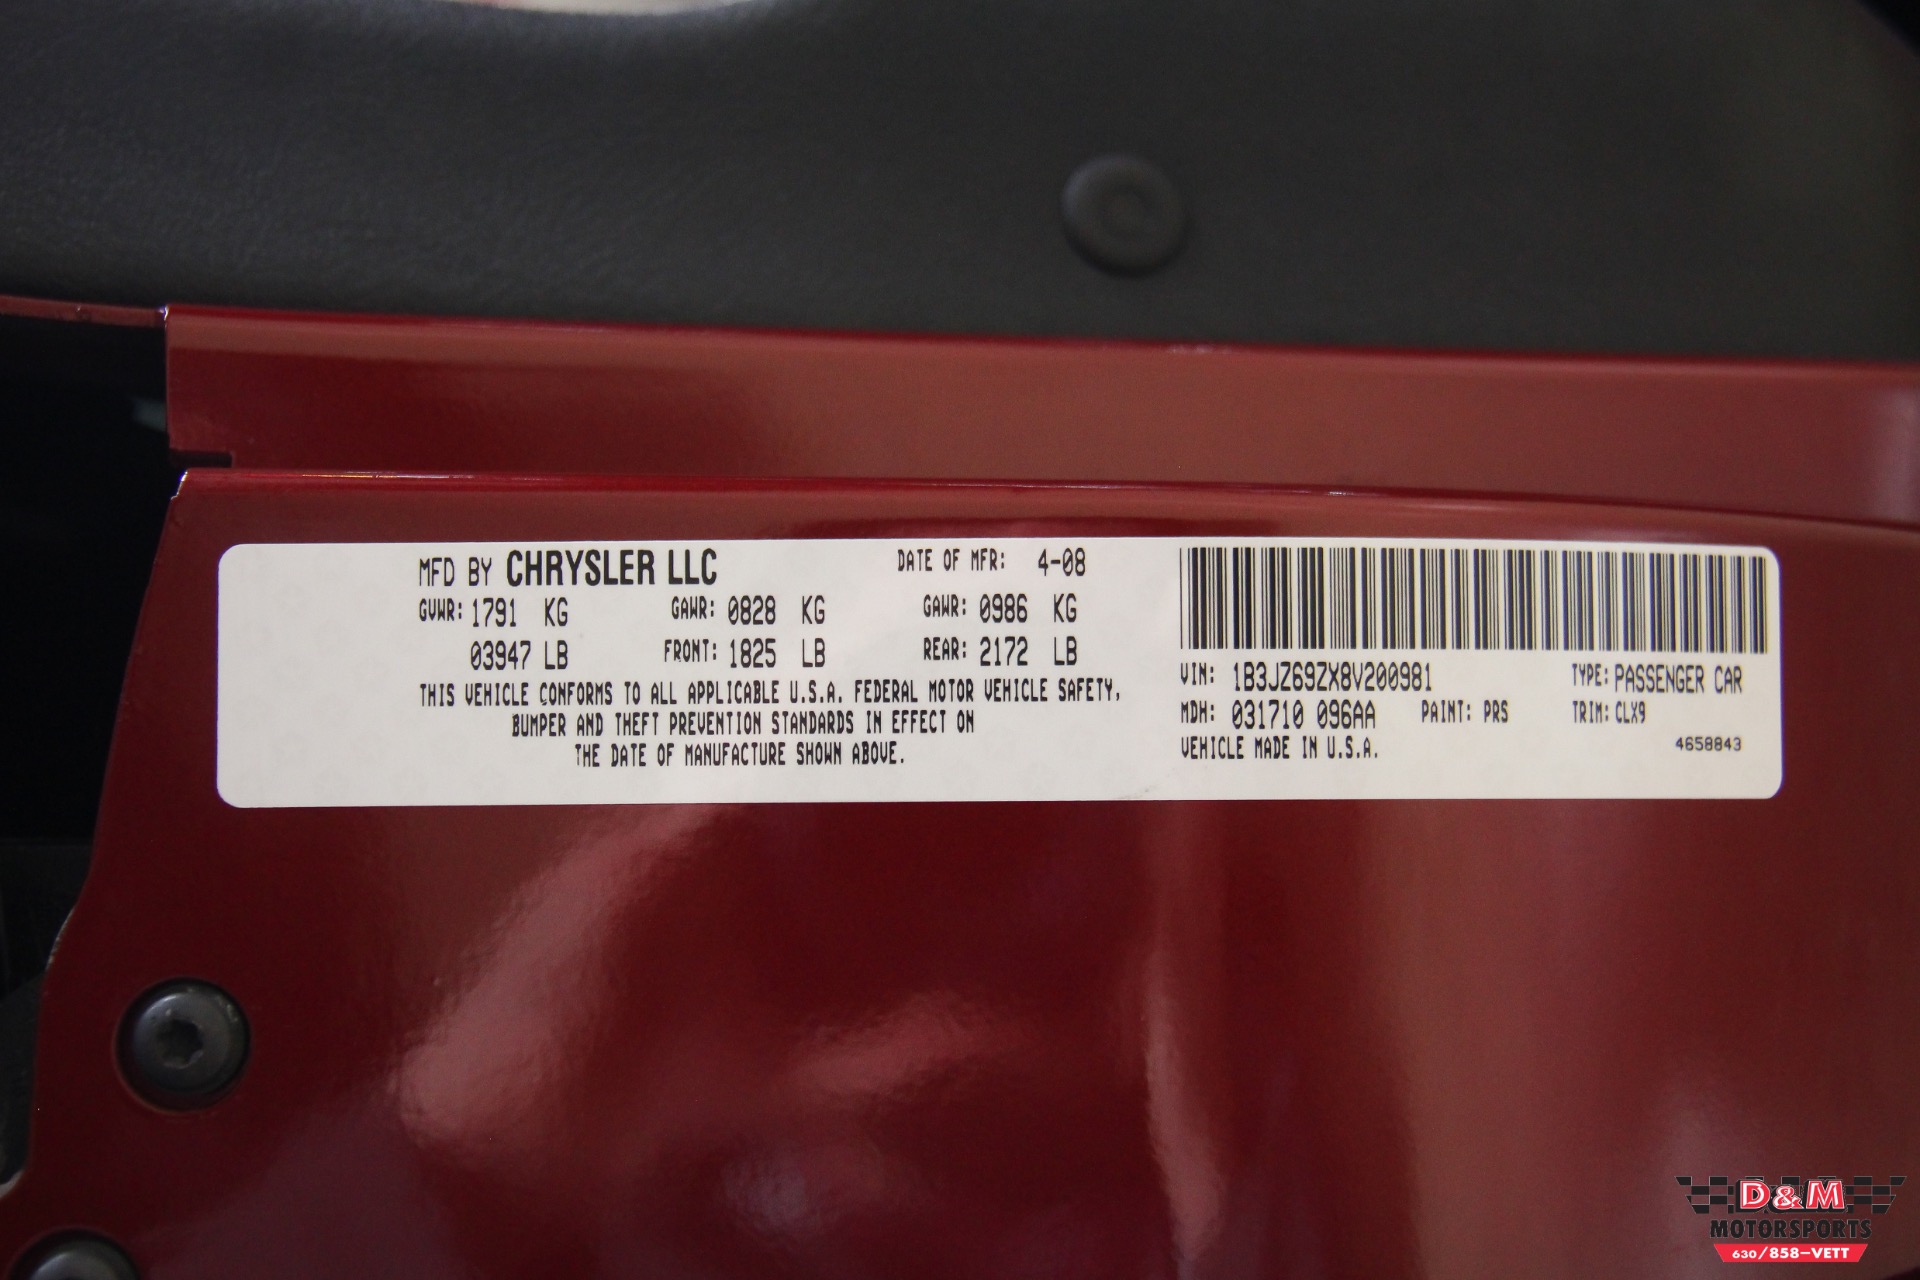 MFD BY CHRYSLER LLC DATE OF MFR: 4-08
GVWR: 1791 KG GAWR: 0828 KG GAWR: 0986 KG
03947 LB FRONT: 1825 LB REAR: 2172 LB
THIS VEHICLE CONFORMS TO ALL APPLICABLE U.S.A. FEDERAL MOTOR VEHICLE SAFETY,
BUMPER AND THEFT PREVENTION STANDARDS IN EFFECT ON
THE DATE OF MANUFACTURE SHOWN ABOVE.
VIN: 1B3JZ69ZX8V200981 TYPE: PASSENGER CAR
MDH: 031710 096AA PAINT: PRS TRIM: CLX9
VEHICLE MADE IN U.S.A. 4658843
D&M
MOTORSPORTS
630/858-VETT